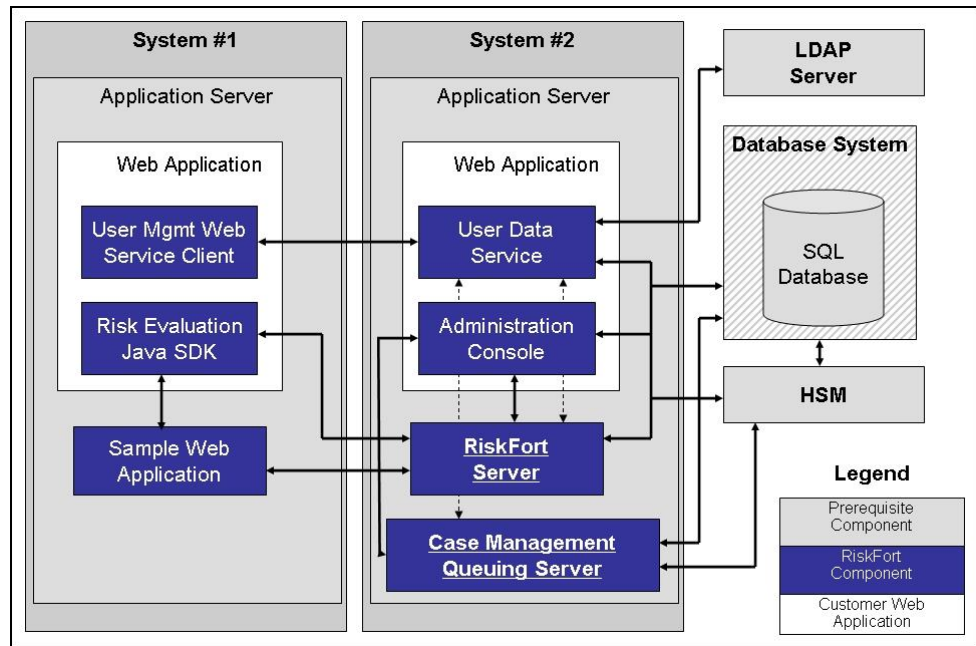 System #1
Application Server
Web Application
User Mgmt Web
Service Client
Risk Evaluation
Java SDK
Sample Web
Application
System #2
Application Server
Web Application
User Data
Service
Administration
Console
RiskFort
Server
Case Management
Queuing Server
LDAP
Server
Database System
SQL
Database
HSM
Legend
Prerequisite
Component
RiskFort
Component
Customer Web
Application